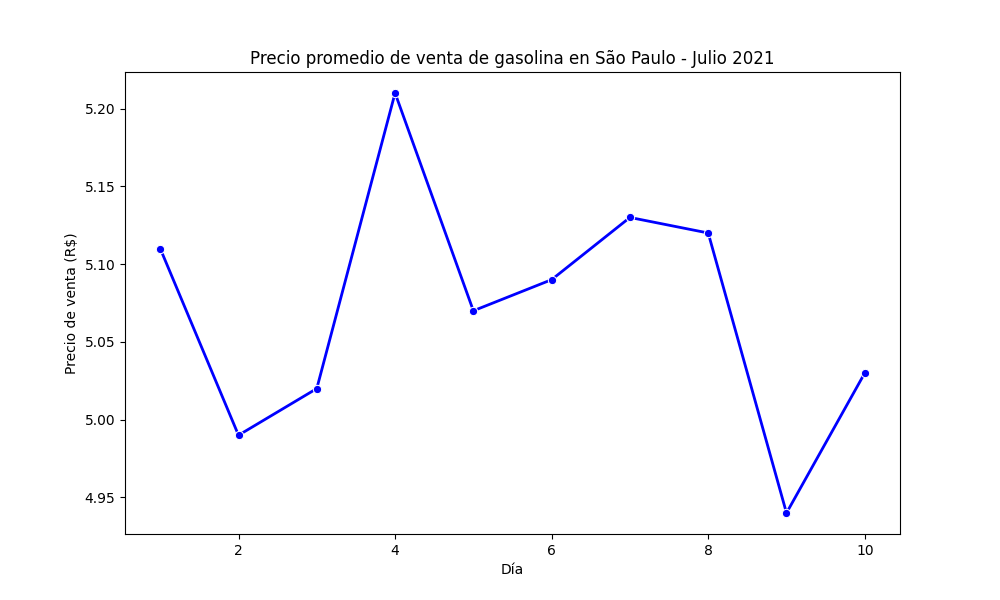 Precio promedio de venta de gasolina en São Paulo - Julio 2021
Precio de venta (R$)
5.20
5.15
5.10
5.05
5.00
4.95
2 4 6 8 10
Día